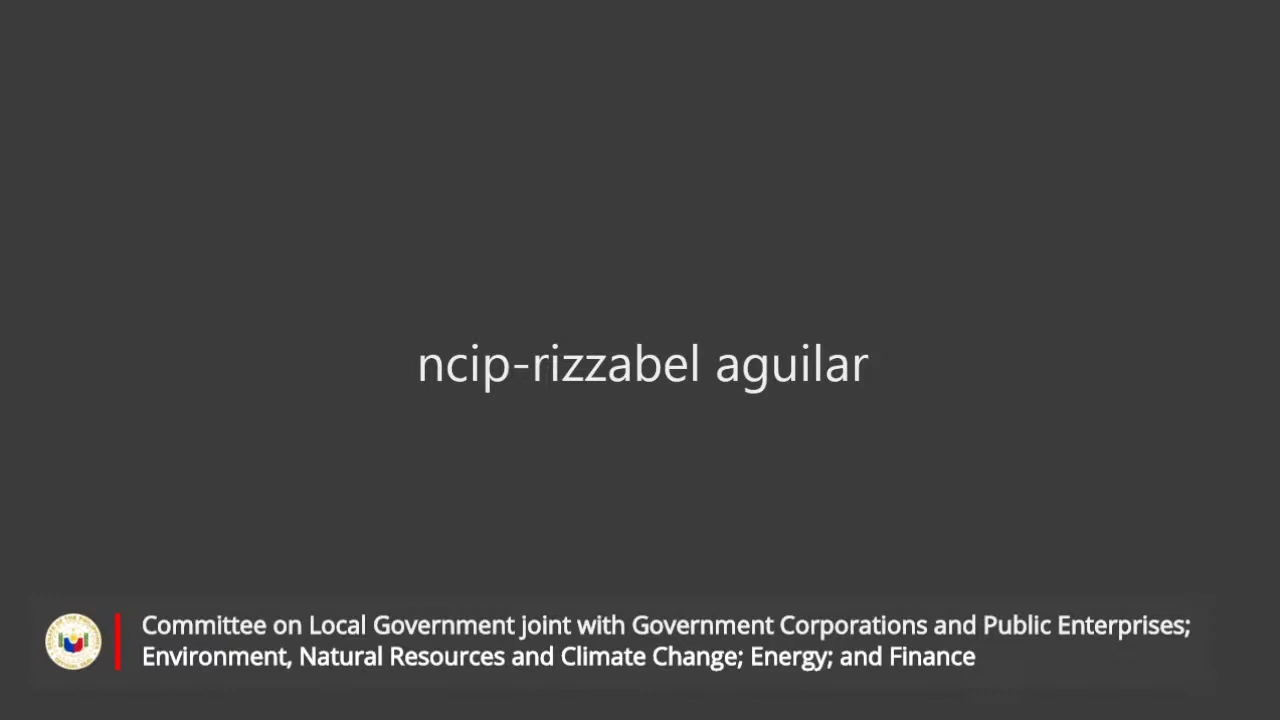 ncip-rizzabel aguilar
Committee on Local Government joint with Government Corporations and Public Enterprises;
Environment, Natural Resources and Climate Change; Energy; and Finance